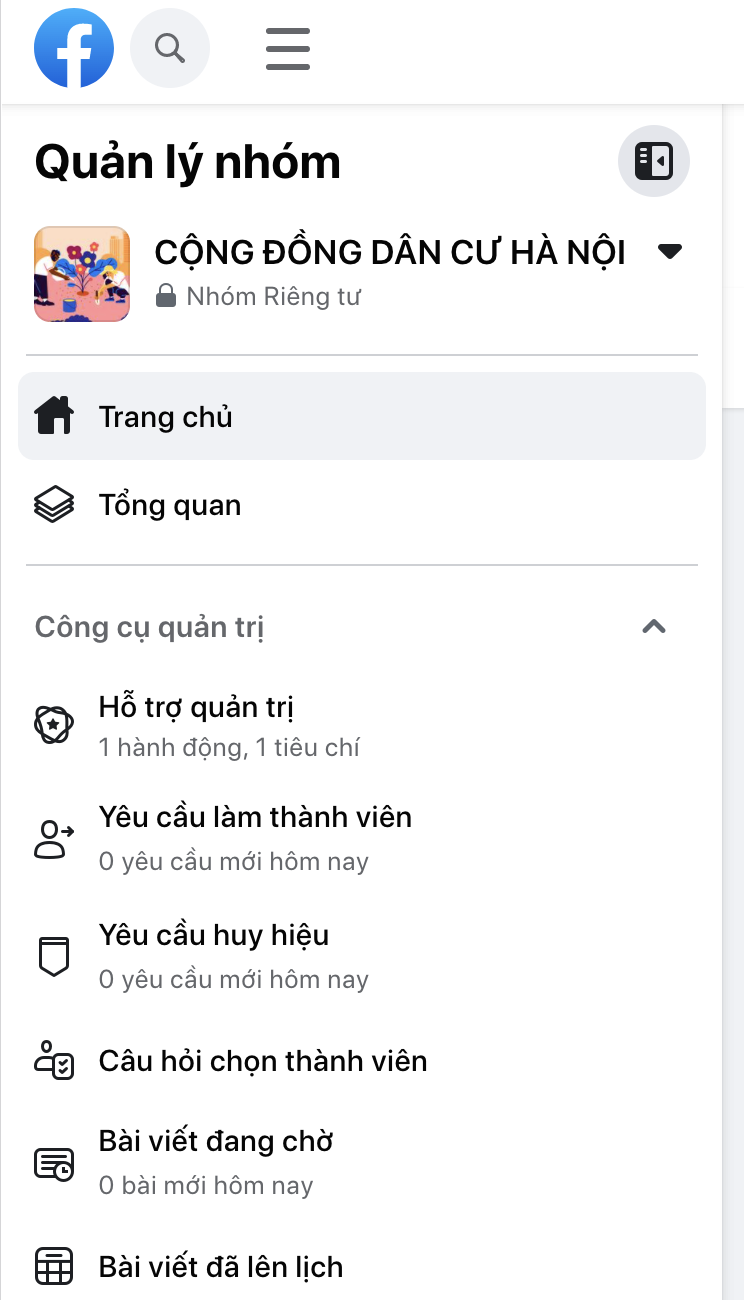 Quản lý nhóm
CỘNG ĐỒNG DÂN CƯ HÀ NỘI
Nhóm Riêng tư
Trang chủ
Tổng quan
Công cụ quản trị
Hỗ trợ quản trị
1 hành động, 1 tiêu chí
Yêu cầu làm thành viên
0 yêu cầu mới hôm nay
Yêu cầu huy hiệu
0 yêu cầu mới hôm nay
Câu hỏi chọn thành viên
Bài viết đang chờ
0 bài mới hôm nay
Bài viết đã lên lịch